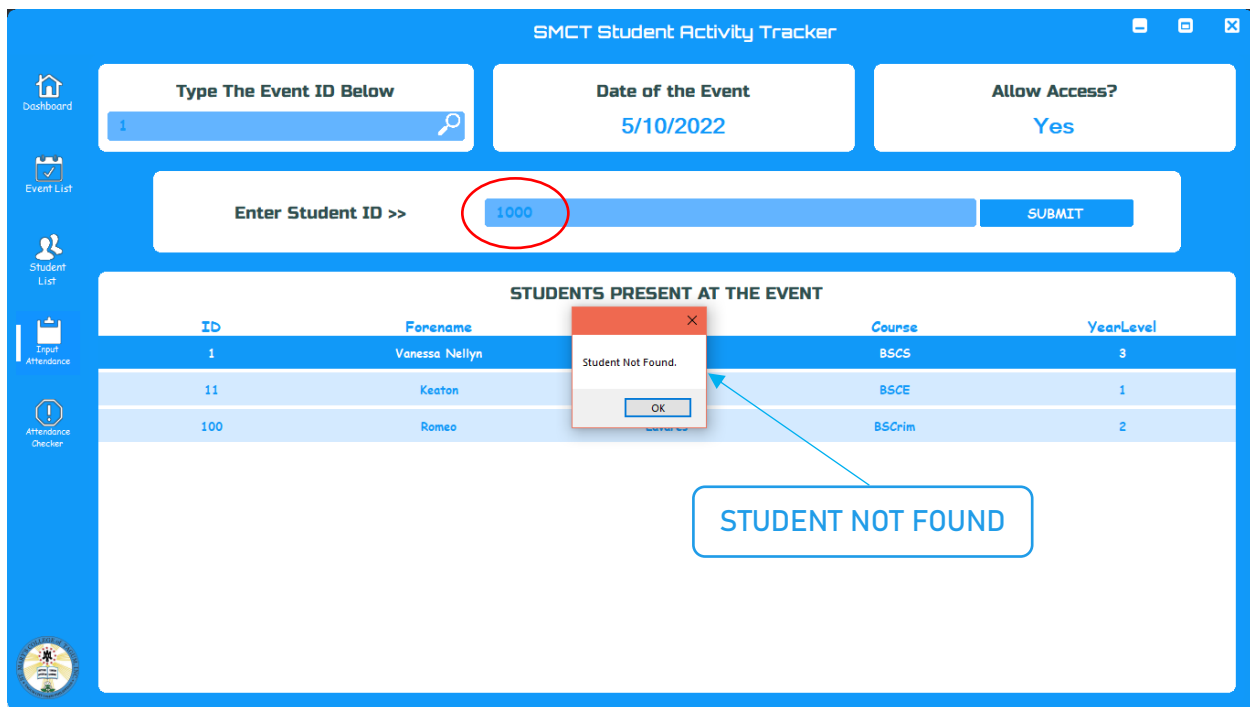 SMCT Student Activity Tracker
Dashboard
Event List
Student
List
Input
Attendance
Attendance
Checker
Type The Event ID Below
1
Date of the Event
5/10/2022
Allow Access?
Yes
Enter Student ID >>
1000
SUBMIT
STUDENTS PRESENT AT THE EVENT
ID Forename Course YearLevel
1 Vanessa Nellyn BSCS 3
11 Keaton BSCE 1
100 Romeo BSCrim 2
Student Not Found.
OK
STUDENT NOT FOUND